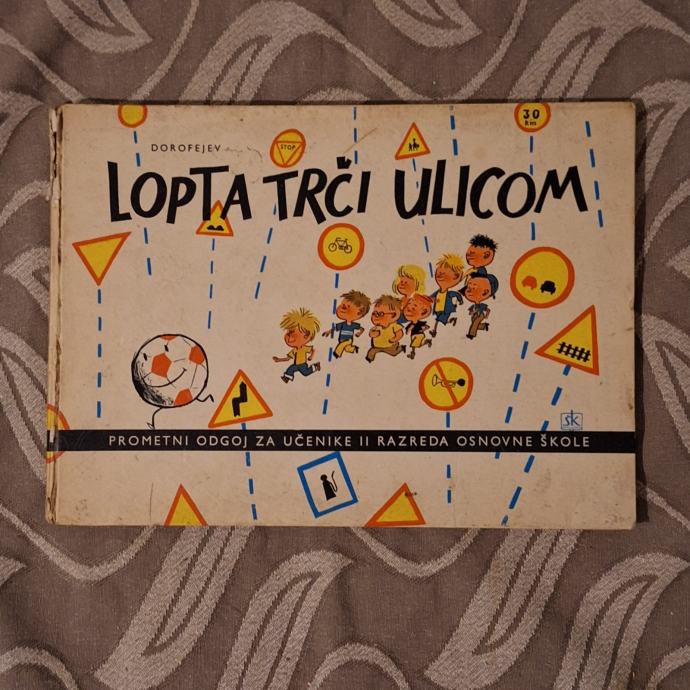 30
km
DOROFEJEV
STOP
LOPTA TRČI ULICOM
sk
PROMETNI ODGOJ ZA UČENIKE II RAZREDA OSNOVNE ŠKOLE